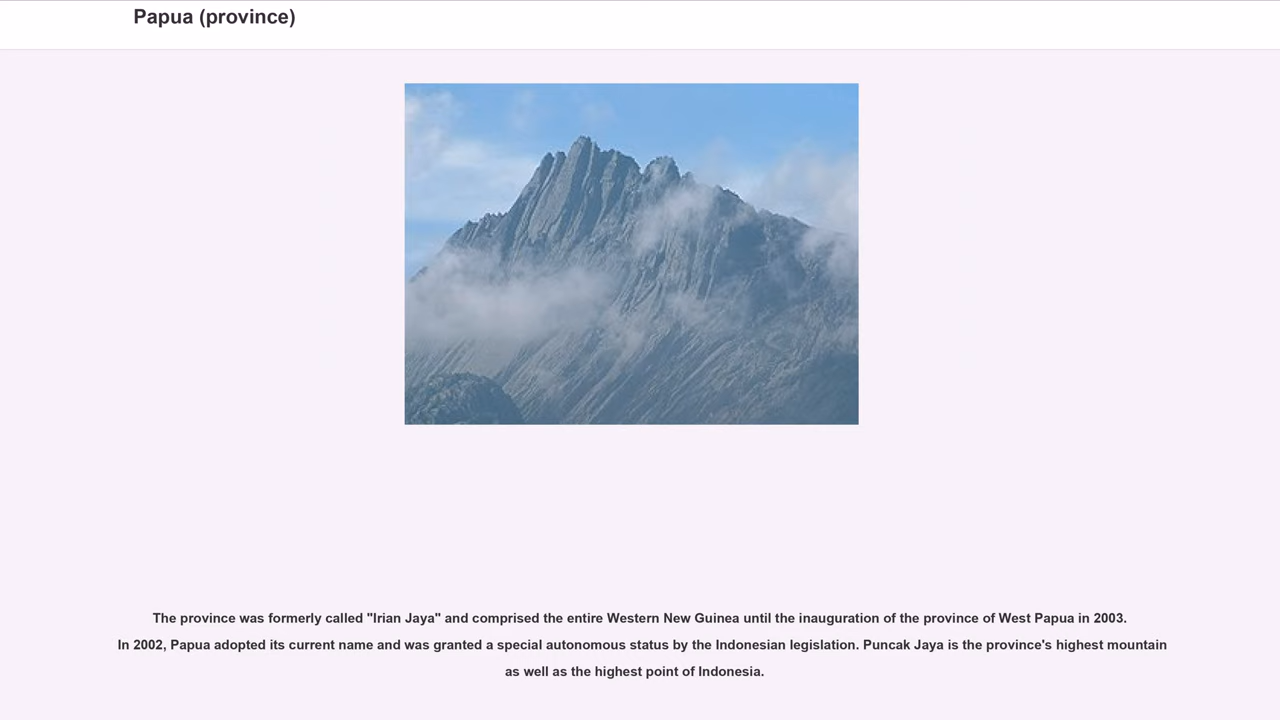 Papua (province)
The province was formerly called "Irian Jaya" and comprised the entire Western New Guinea until the inauguration of the province of West Papua in 2003.
In 2002, Papua adopted its current name and was granted a special autonomous status by the Indonesian legislation. Puncak Jaya is the province's highest mountain
as well as the highest point of Indonesia.